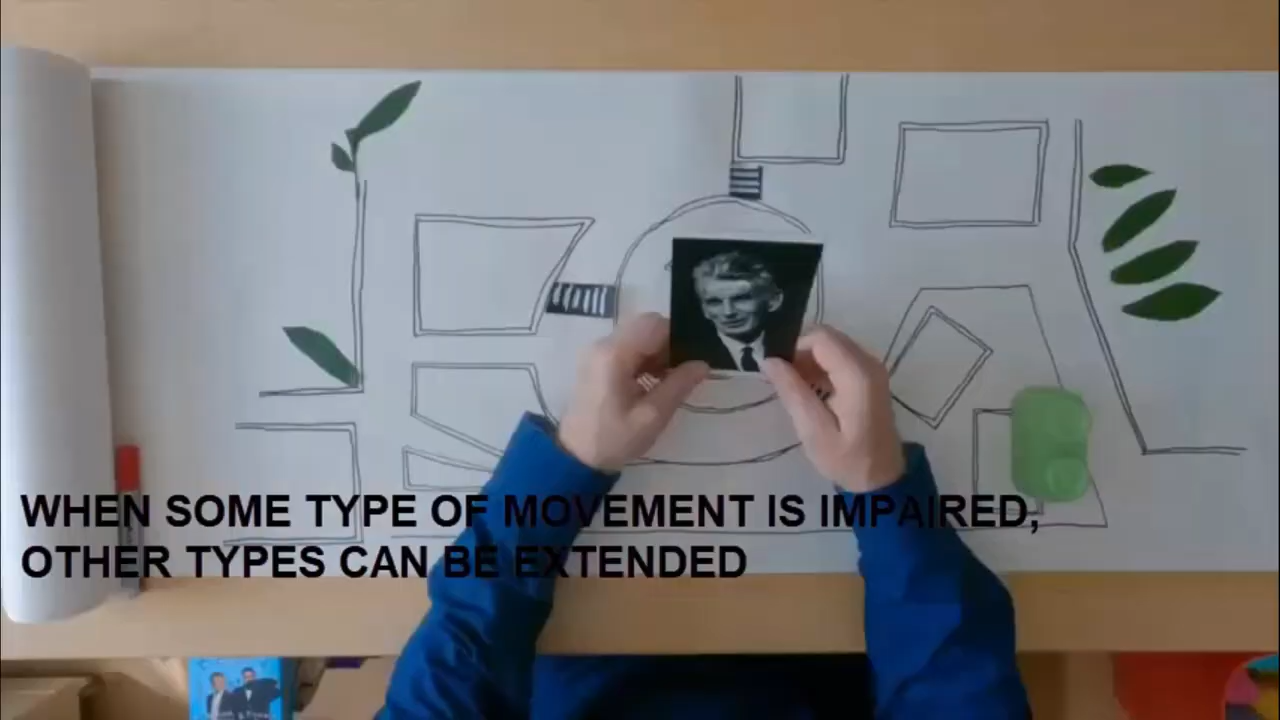 WHEN SOME TYPE OF MOVEMENT IS IMPAIRED,
OTHER TYPES CAN BE EXTENDED